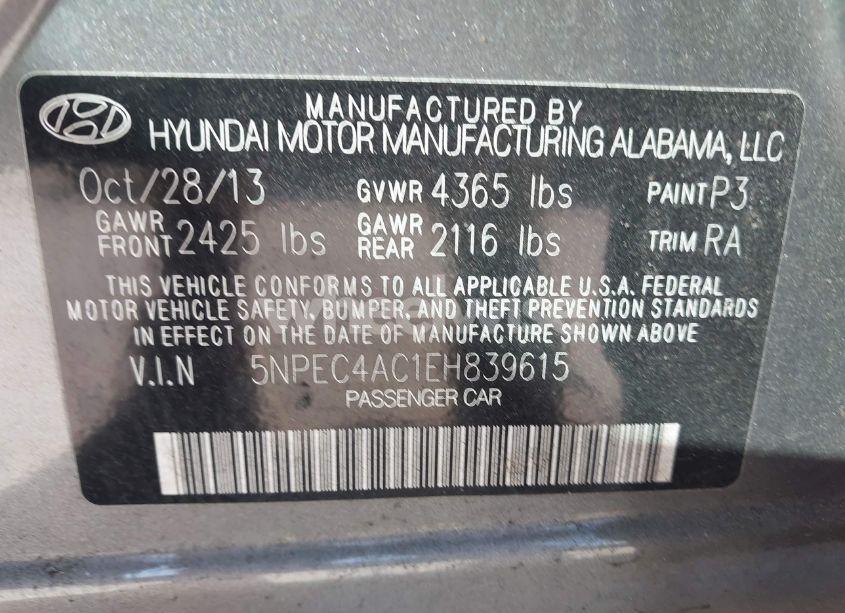 MANUFACTURED BY
HYUNDAI MOTOR MANUFACTURING ALABAMA, LLC
Oct/28/13 GVWR 4365 lbs PAINT P3
GAWR FRONT 2425 lbs GAWR REAR 2116 lbs TRIM RA
THIS VEHICLE CONFORMS TO ALL APPLICABLE U.S.A. FEDERAL
MOTOR VEHICLE SAFETY, BUMPER, AND THEFT PREVENTION STANDARDS
IN EFFECT ON THE DATE OF MANUFACTURE SHOWN ABOVE
V.I.N 5NPEC4AC1EH839615
PASSENGER CAR